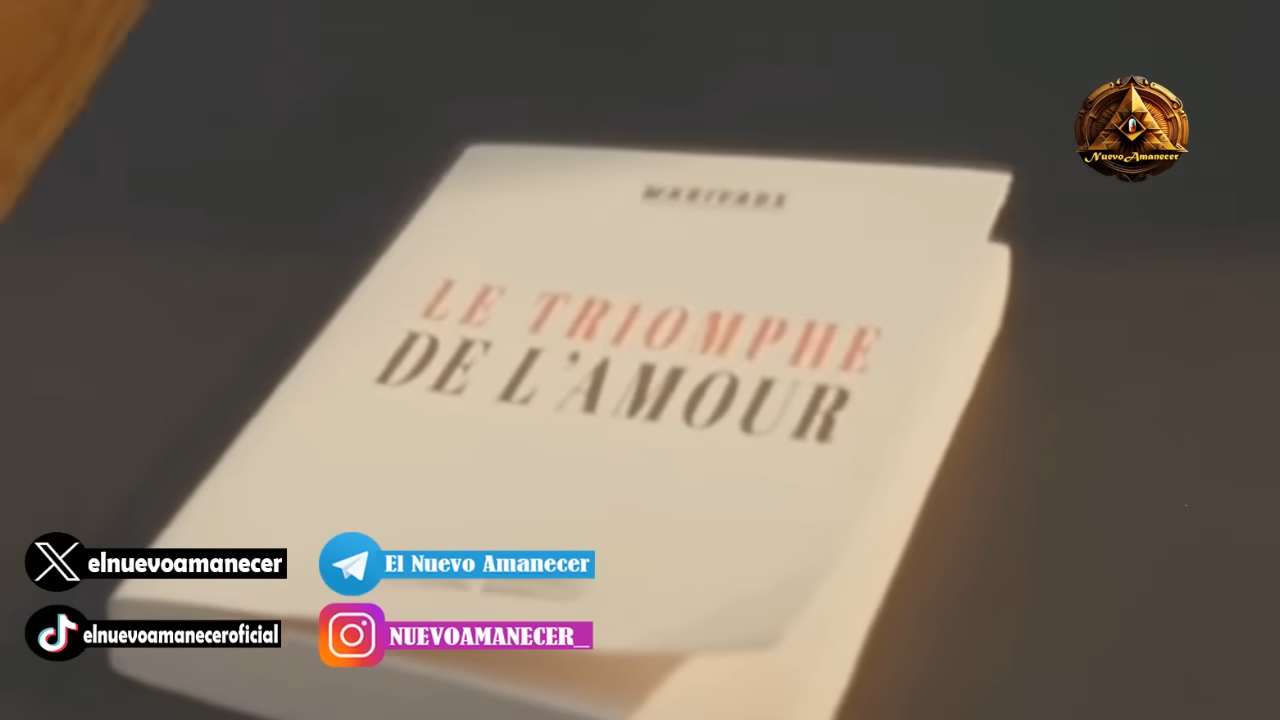 Nuevo Amanecer
MARIVAUX
LE TRIOMPHE
DE L'AMOUR
elnuevoamanecer
El Nuevo Amanecer
elnuevoamaneceroficial
NUEVOAMANECER_